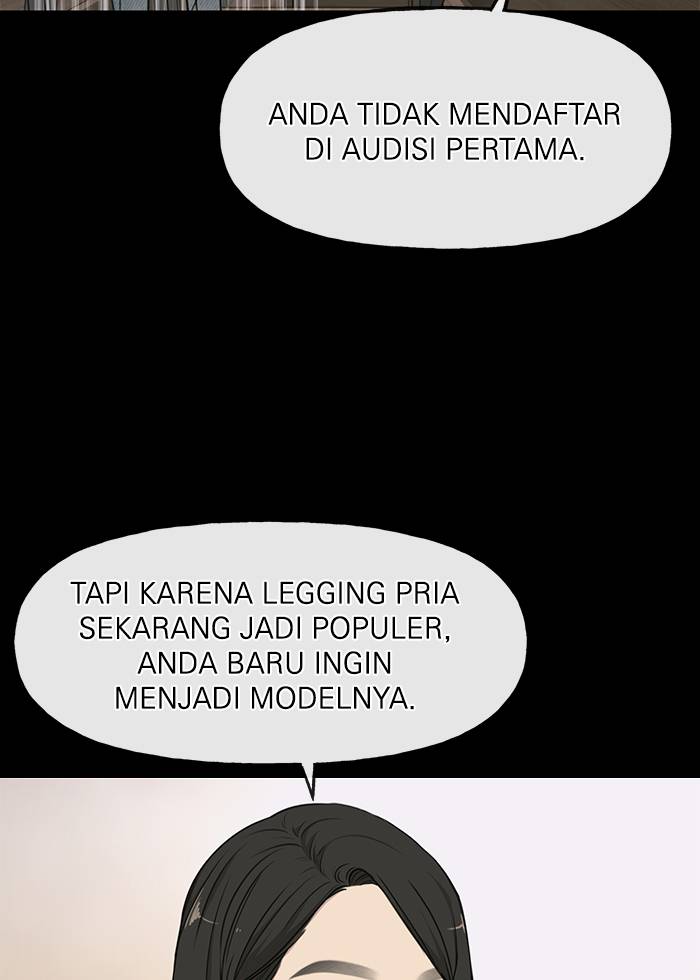 ANDA TIDAK MENDAFTAR
DI AUDISI PERTAMA.
TAPI KARENA LEGGING PRIA
SEKARANG JADI POPULER,
ANDA BARU INGIN
MENJADI MODELNYA.